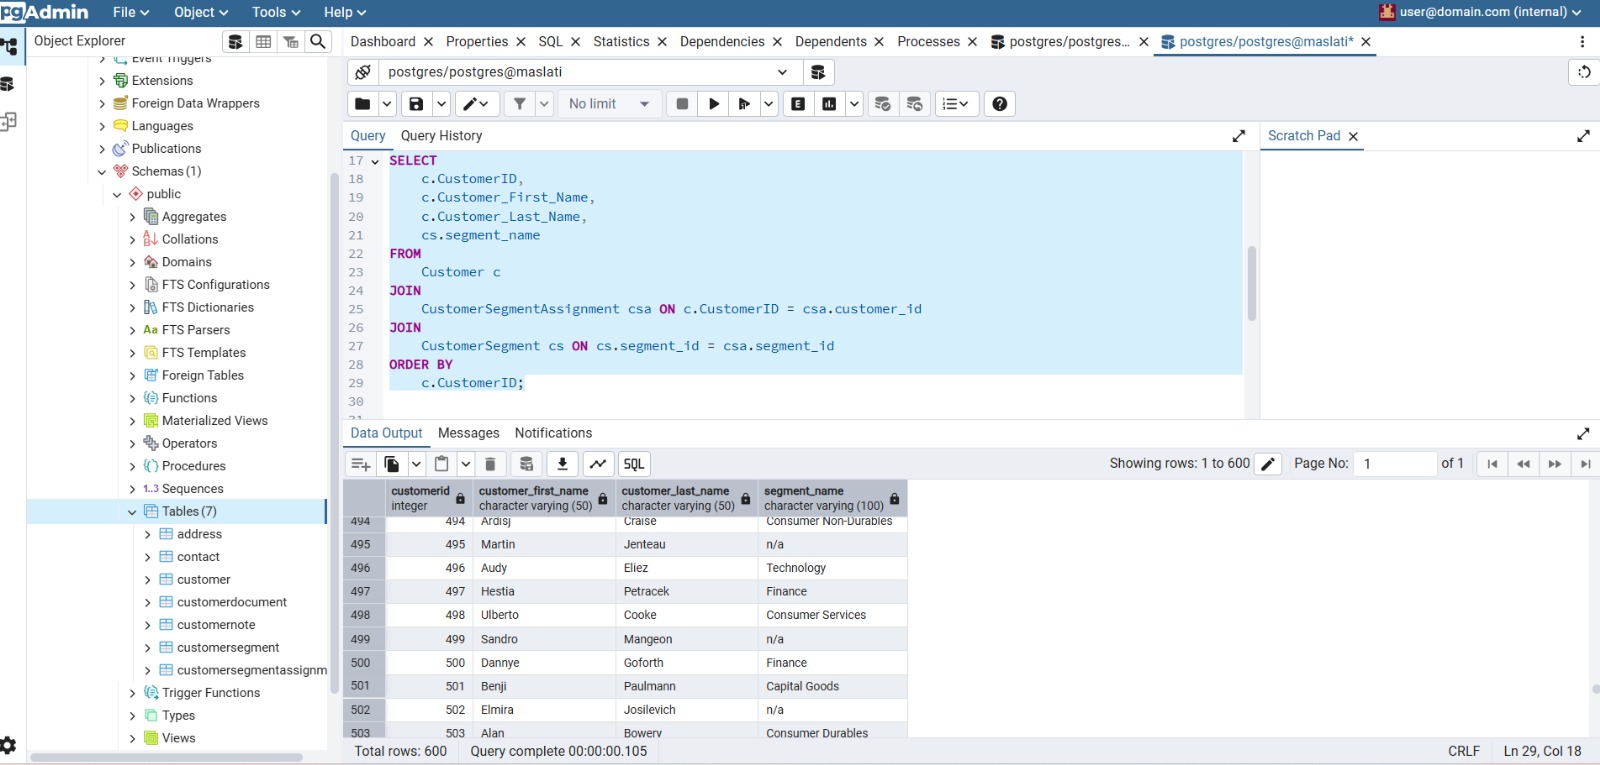 pgAdmin File Object Tools Help user@domain.com (internal)
Object Explorer
Dashboard Properties SQL Statistics Dependencies Dependents Processes postgres/postgres... postgres/postgres@maslati*
postgres/postgres@maslati
No limit
Event Triggers
Extensions
Foreign Data Wrappers
Languages
Publications
Schemas (1)
public
Aggregates
Collations
Domains
FTS Configurations
FTS Dictionaries
Aa FTS Parsers
FTS Templates
Foreign Tables
Functions
Materialized Views
Operators
Procedures
1..3 Sequences
Tables (7)
address
contact
customer
customerdocument
customernote
customersegment
customersegmentassignm
Trigger Functions
Types
Views
Query Query History
Scratch Pad
17 SELECT
18 c.CustomerID,
19 c.Customer_First_Name,
20 c.Customer_Last_Name,
21 cs.segment_name
22 FROM
23 Customer c
24 JOIN
25 CustomerSegmentAssignment csa ON c.CustomerID = csa.customer_id
26 JOIN
27 CustomerSegment cs ON cs.segment_id = csa.segment_id
28 ORDER BY
29 c.CustomerID;
30
Data Output Messages Notifications
SQL Showing rows: 1 to 600 Page No: 1 of 1
customerid customer_first_name customer_last_name segment_name
integer character varying (50) character varying (50) character varying (100)
494 494 Ardisj Craise Consumer Non-Durables
495 495 Martin Jenteau n/a
496 496 Audy Eliez Technology
497 497 Hestia Petracek Finance
498 498 Ulberto Cooke Consumer Services
499 499 Sandro Mangeon n/a
500 500 Dannye Goforth Finance
501 501 Benji Paulmann Capital Goods
502 502 Elmira Josilevich n/a
503 503 Alan Bowery Consumer Durables
Total rows: 600 Query complete 00:00:00.105 CRLF Ln 29, Col 18